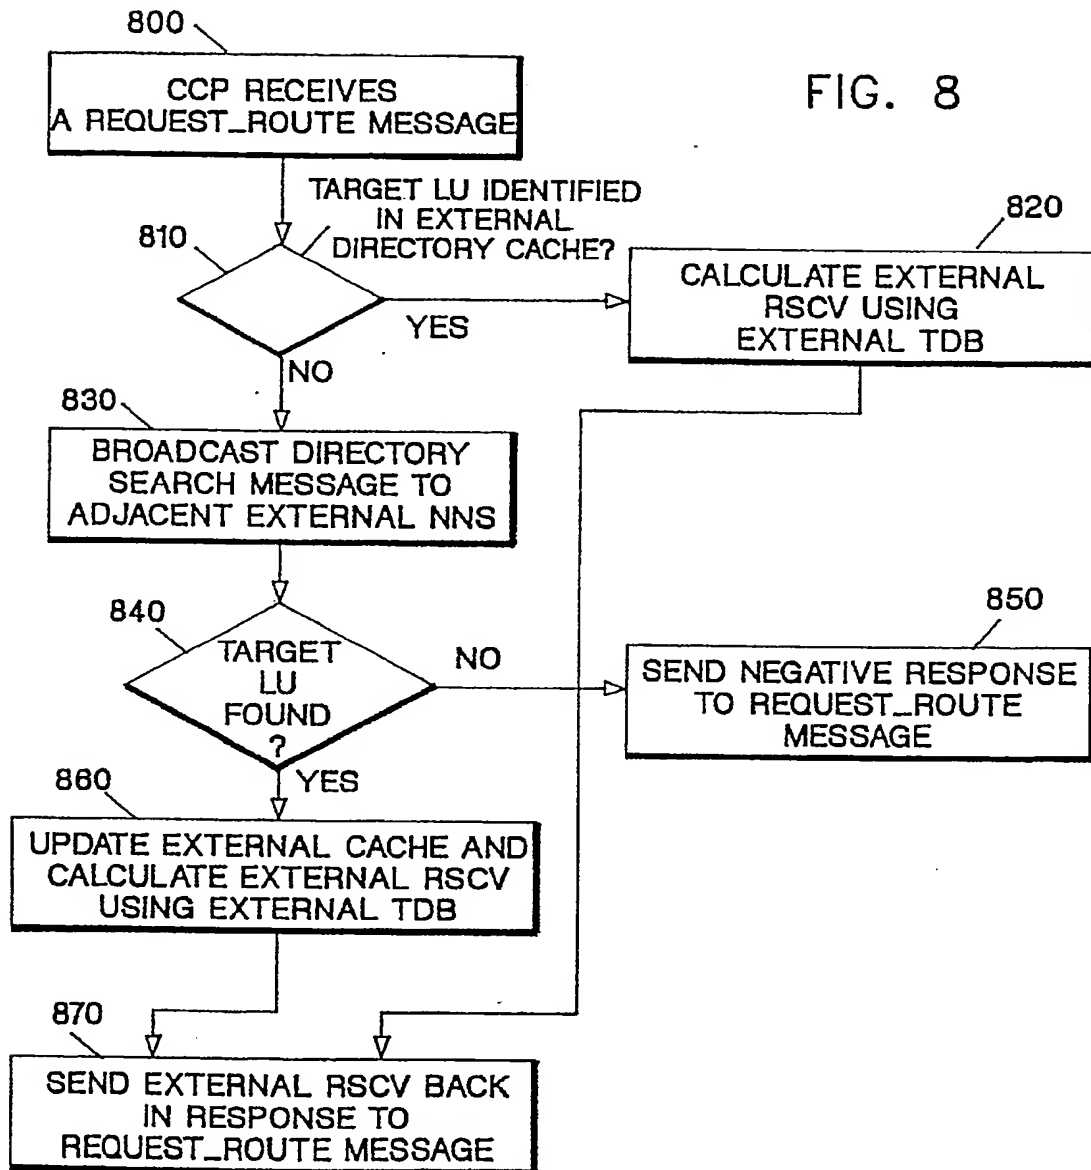 800
CCP RECEIVES
A REQUEST_ROUTE MESSAGE
FIG. 8
TARGET LU IDENTIFIED
IN EXTERNAL
DIRECTORY CACHE?
810
YES
NO
820
CALCULATE EXTERNAL
RSCV USING
EXTERNAL TDB
830
BROADCAST DIRECTORY
SEARCH MESSAGE TO
ADJACENT EXTERNAL NNS
840
TARGET
LU
FOUND
?
NO
YES
850
SEND NEGATIVE RESPONSE
TO REQUEST_ROUTE
MESSAGE
860
UPDATE EXTERNAL CACHE AND
CALCULATE EXTERNAL RSCV
USING EXTERNAL TDB
870
SEND EXTERNAL RSCV BACK
IN RESPONSE TO
REQUEST_ROUTE MESSAGE